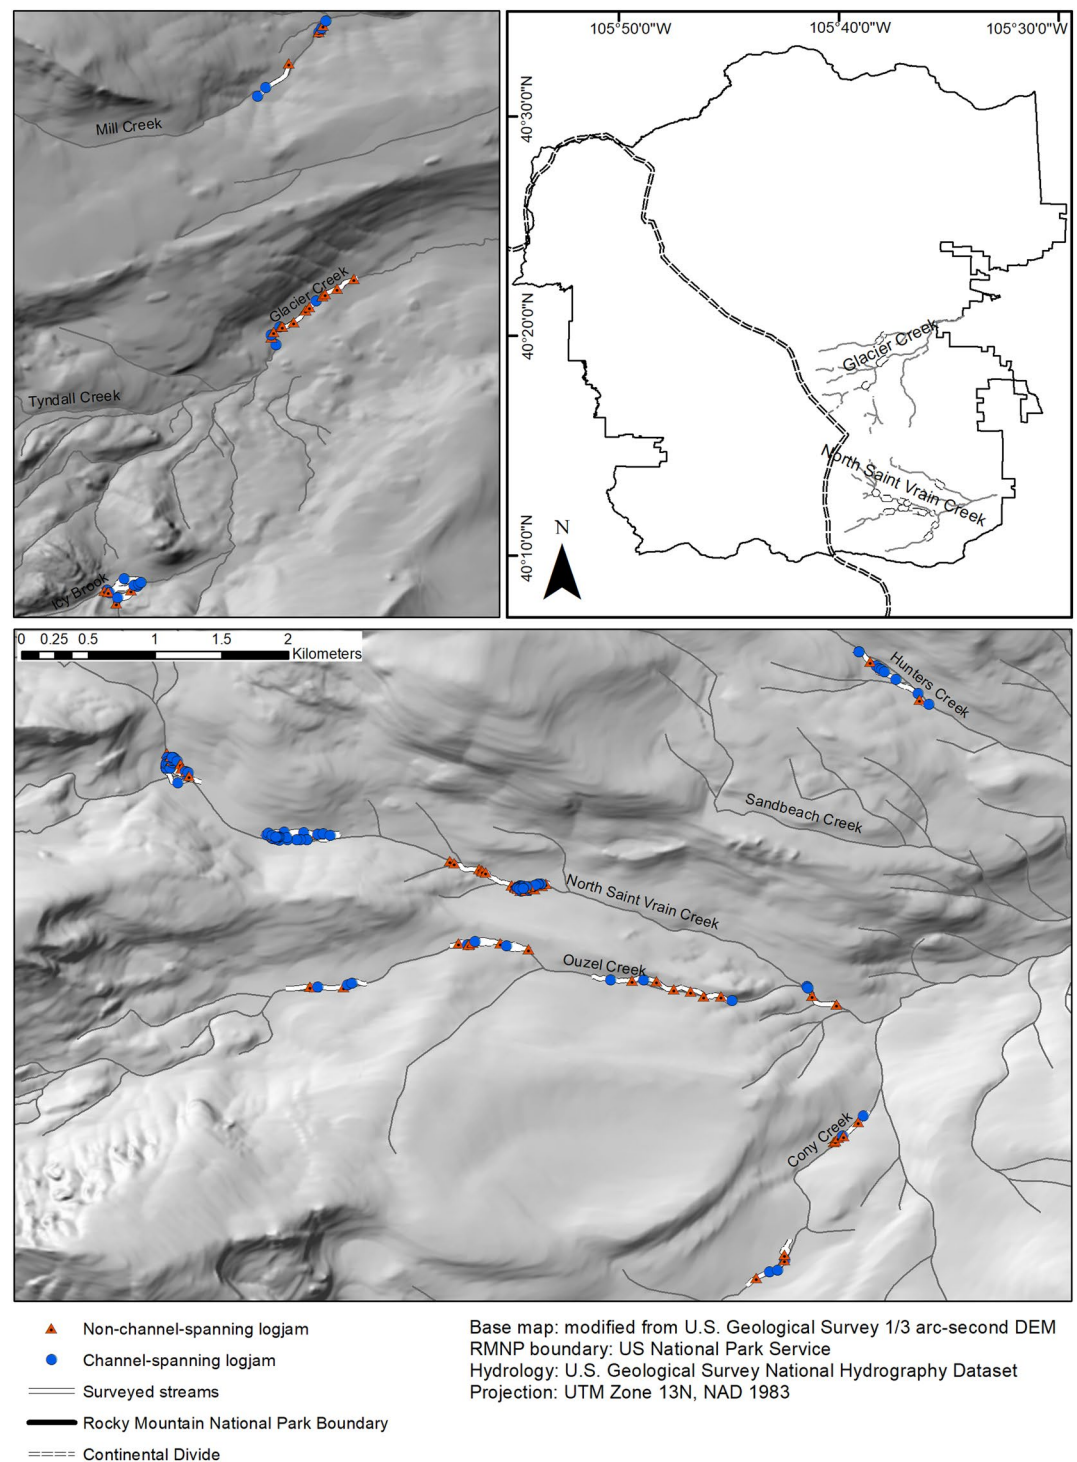 Mill Creek
Glacier Creek
Tyndall Creek
Icy Brook
105°50'0"W
105°40'0"W
105°30'0"W
40°30'0"N
40°20'0"N
40°10'0"N
Glacier Creek
North Saint Vrain Creek
N
0 0.25 0.5 1 1.5 2
Kilometers
Hunters Creek
Sandbeach Creek
North Saint Vrain Creek
Ouzel Creek
Cony Creek
Non-channel-spanning logjam
Channel-spanning logjam
Surveyed streams
Rocky Mountain National Park Boundary
Continental Divide
Base map: modified from U.S. Geological Survey 1/3 arc-second DEM
RMNP boundary: US National Park Service
Hydrology: U.S. Geological Survey National Hydrography Dataset
Projection: UTM Zone 13N, NAD 1983